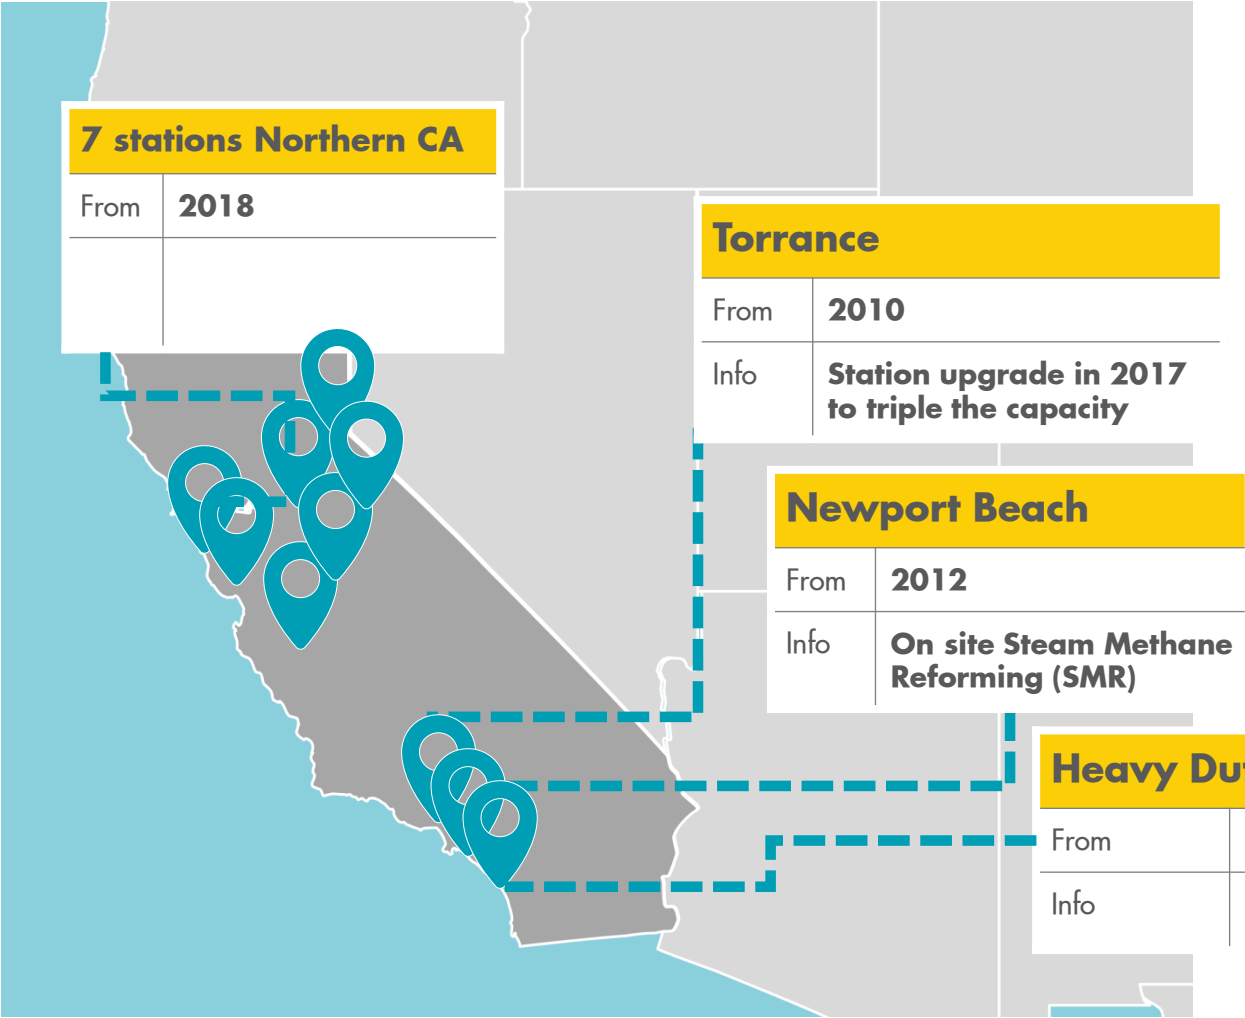 7 stations Northern CA
From 2018
Torrance
From 2010
Info Station upgrade in 2017
to triple the capacity
Newport Beach
From 2012
Info On site Steam Methane
Reforming (SMR)
Heavy
From
Info